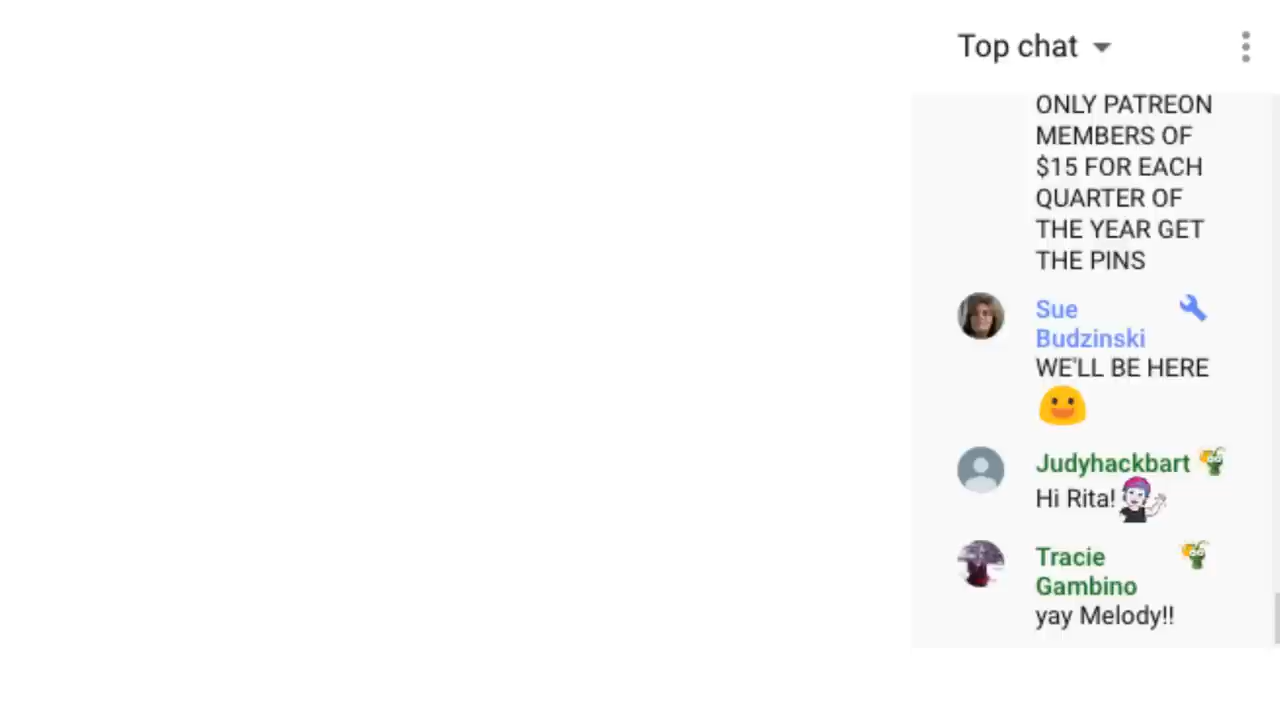 Top chat
ONLY PATREON
MEMBERS OF
$15 FOR EACH
QUARTER OF
THE YEAR GET
THE PINS
Sue
Budzinski
WE'LL BE HERE
Judyhackbart
Hi Rita!
Tracie
Gambino
yay Melody!!